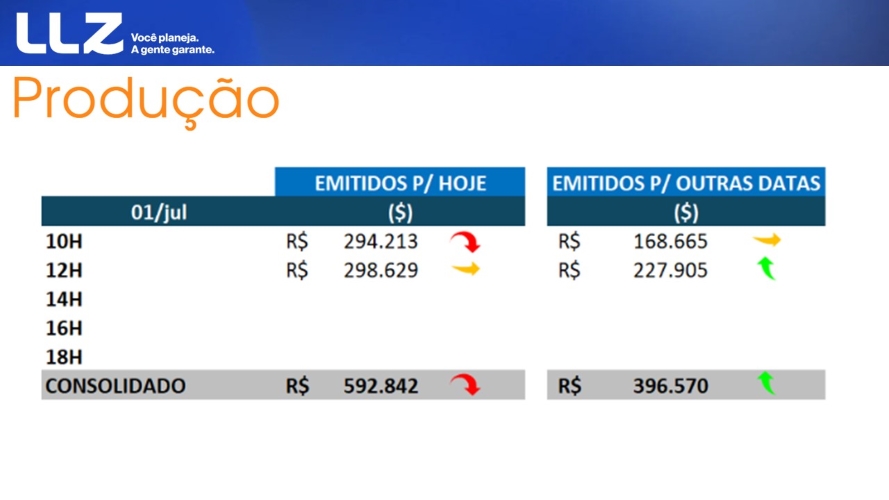 LLZ
Você planeja.
A gente garante.
Produção
EMITIDOS P/ HOJE EMITIDOS P/ OUTRAS DATAS
01/jul ($) ($)
10H R$ 294.213 R$ 168.665
12H R$ 298.629 R$ 227.905
14H
16H
18H
CONSOLIDADO R$ 592.842 R$ 396.570